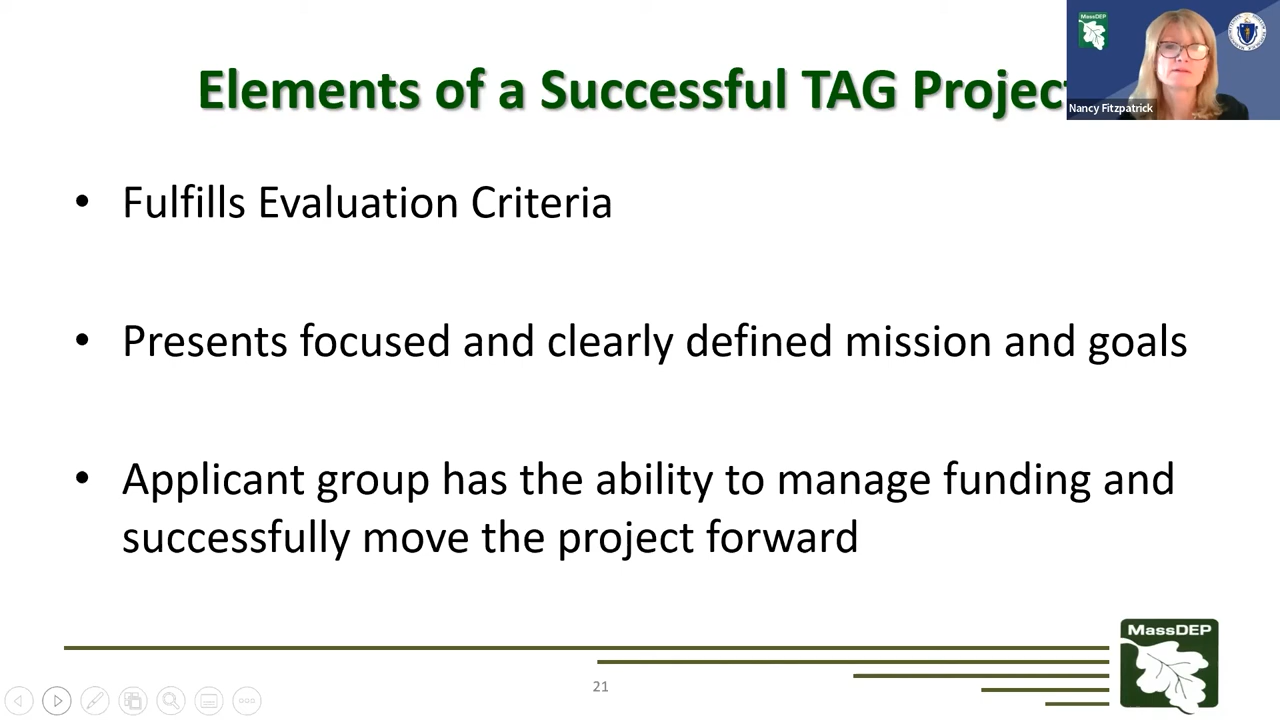 Elements of a Successful TAG Project
MassDEP
Nancy Fitzpatrick
• Fulfills Evaluation Criteria
• Presents focused and clearly defined mission and goals
• Applicant group has the ability to manage funding and
successfully move the project forward
MassDEP
21